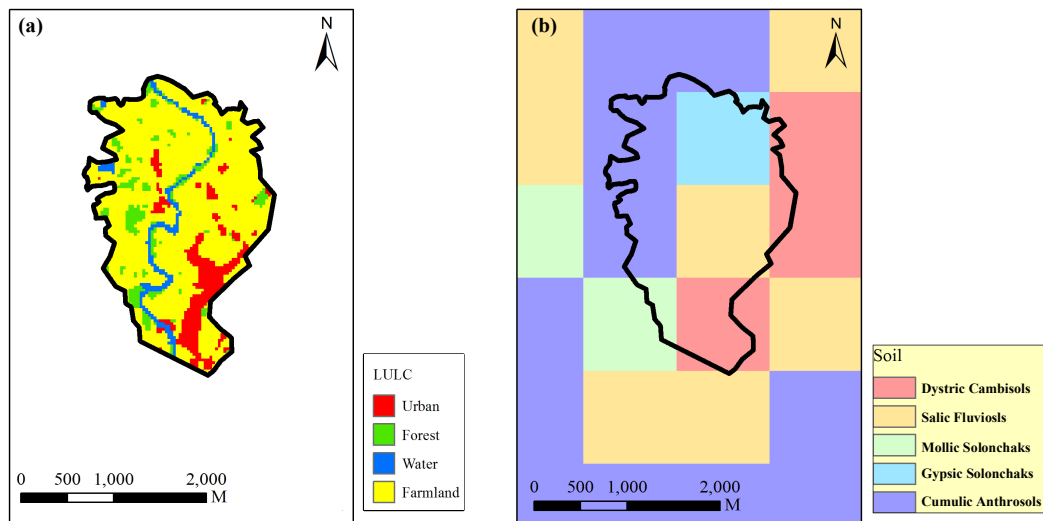 (a)
N
LULC
Urban
Forest
Water
Farmland
0 500 1,000 2,000
M
(b)
N
Soil
Dystric Cambisols
Salic Fluviosls
Mollic Solonchaks
Gypsic Solonchaks
Cumulic Anthrosols
0 500 1,000 2,000
M